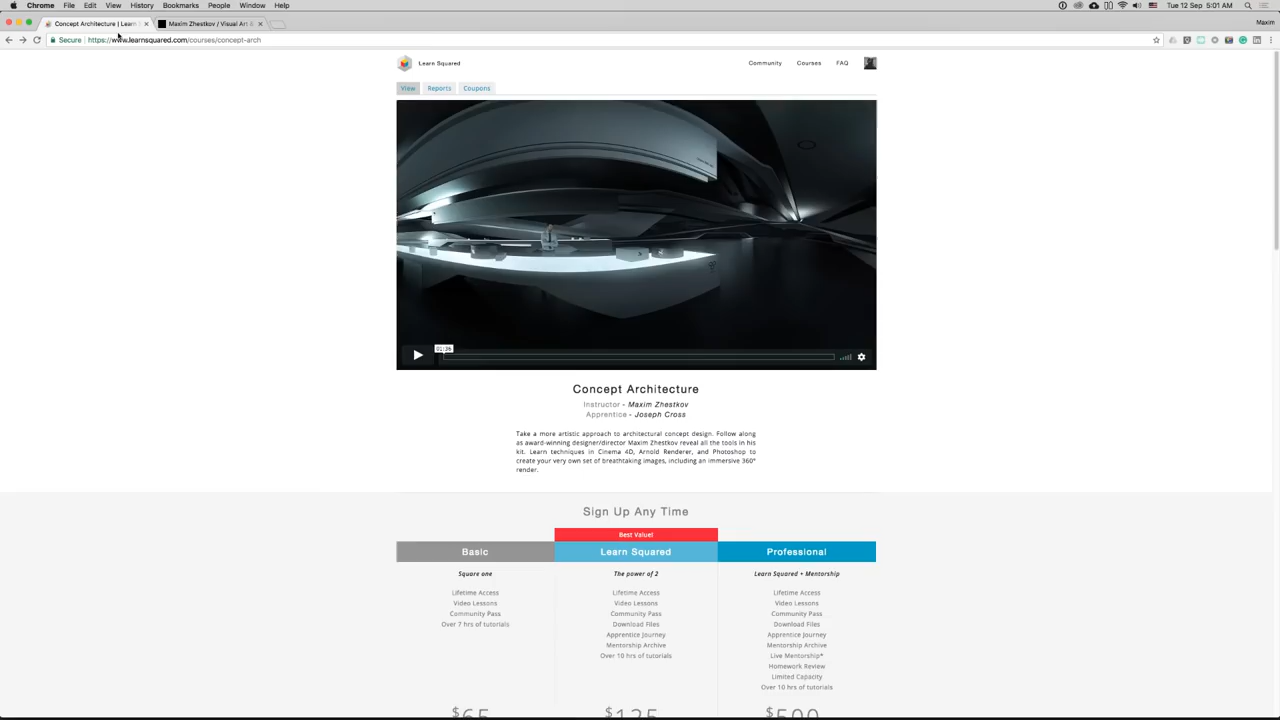 Chrome File Edit View History Bookmarks People Window Help Tue 12 Sep 5:01 AM
Concept Architecture | Learn Maxim Zhestkov / Visual Art & Maxim
Secure https://www.learnsquared.com/courses/concept-arch
Learn Squared Community Courses FAQ
View Reports Coupons
01:36
Concept Architecture
Instructor - Maxim Zhestkov
Apprentice - Joseph Cross
Take a more artistic approach to architectural concept design. Follow along
as award-winning designer/director Maxim Zhestkov reveal all the tools in his
kit. Learn techniques in Cinema 4D, Arnold Renderer, and Photoshop to
create your very own set of breathtaking images, including an immersive 360°
render.
Sign Up Any Time
Best Value!
Basic Learn Squared Professional
Square one The power of 2 Learn Squared + Mentorship
Lifetime Access Lifetime Access Lifetime Access
Video Lessons Video Lessons Video Lessons
Community Pass Community Pass Community Pass
Over 7 hrs of tutorials Download Files Download Files
Apprentice Journey Apprentice Journey
Mentorship Archive Mentorship Archive
Over 10 hrs of tutorials Live Mentorship*
Homework Review
Limited Capacity
Over 10 hrs of tutorials
$65 $125 $500